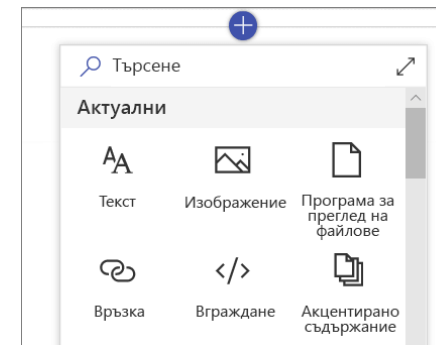 Търсене
Актуални
Текст
Изображение
Програма за
преглед на
файлове
Връзка
Вграждане
Акцентирано
съдържание